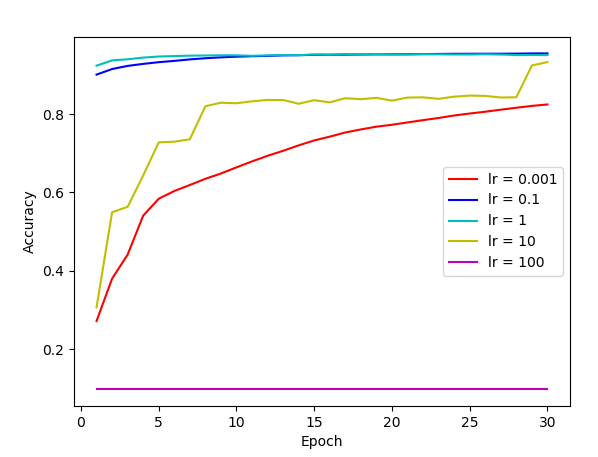 Accuracy
0.8
0.6
0.4
0.2
0
5
10
15
20
25
30
Epoch
lr = 0.001
lr = 0.1
lr = 1
lr = 10
lr = 100